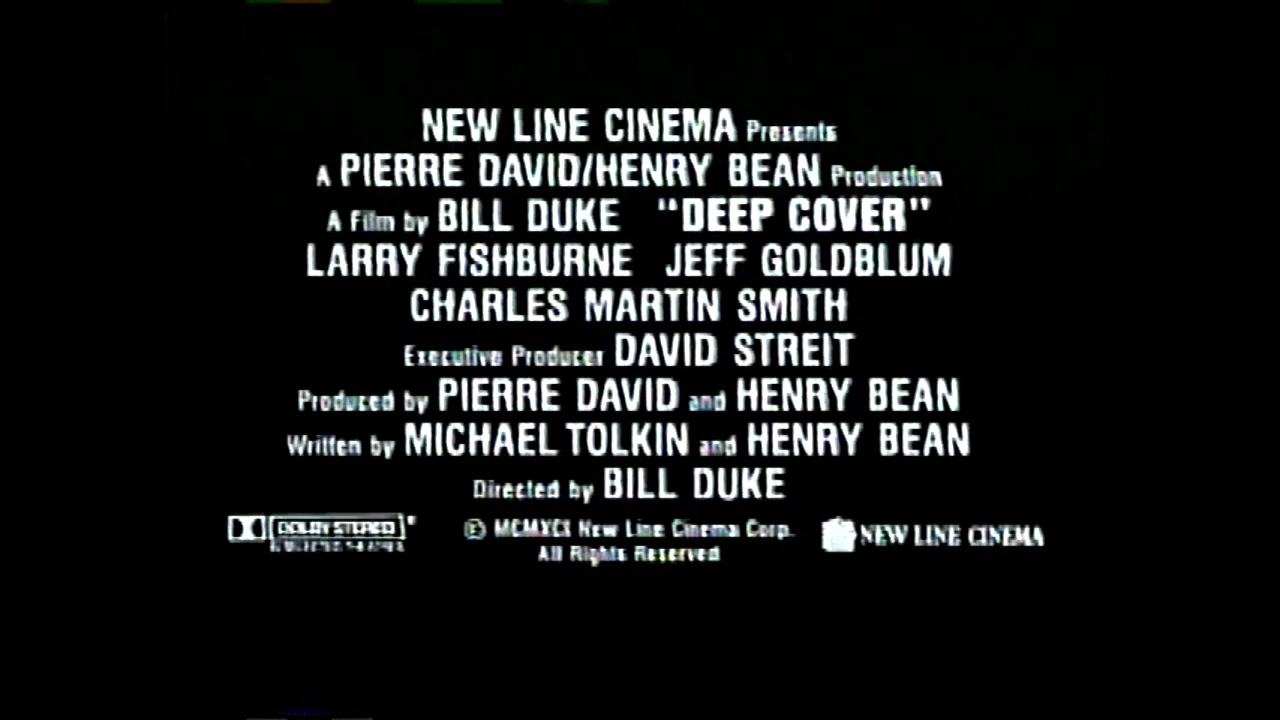 NEW LINE CINEMA Presents
A PIERRE DAVID/HENRY BEAN Production
A Film by BILL DUKE "DEEP COVER"
LARRY FISHBURNE JEFF GOLDBLUM
CHARLES MARTIN SMITH
Executive Producer DAVID STREIT
Produced by PIERRE DAVID and HENRY BEAN
Written by MICHAEL TOLKIN and HENRY BEAN
Directed by BILL DUKE
DOLBY STEREO ® © MCMXCI New Line Cinema Corp. NEW LINE CINEMA
All Rights Reserved